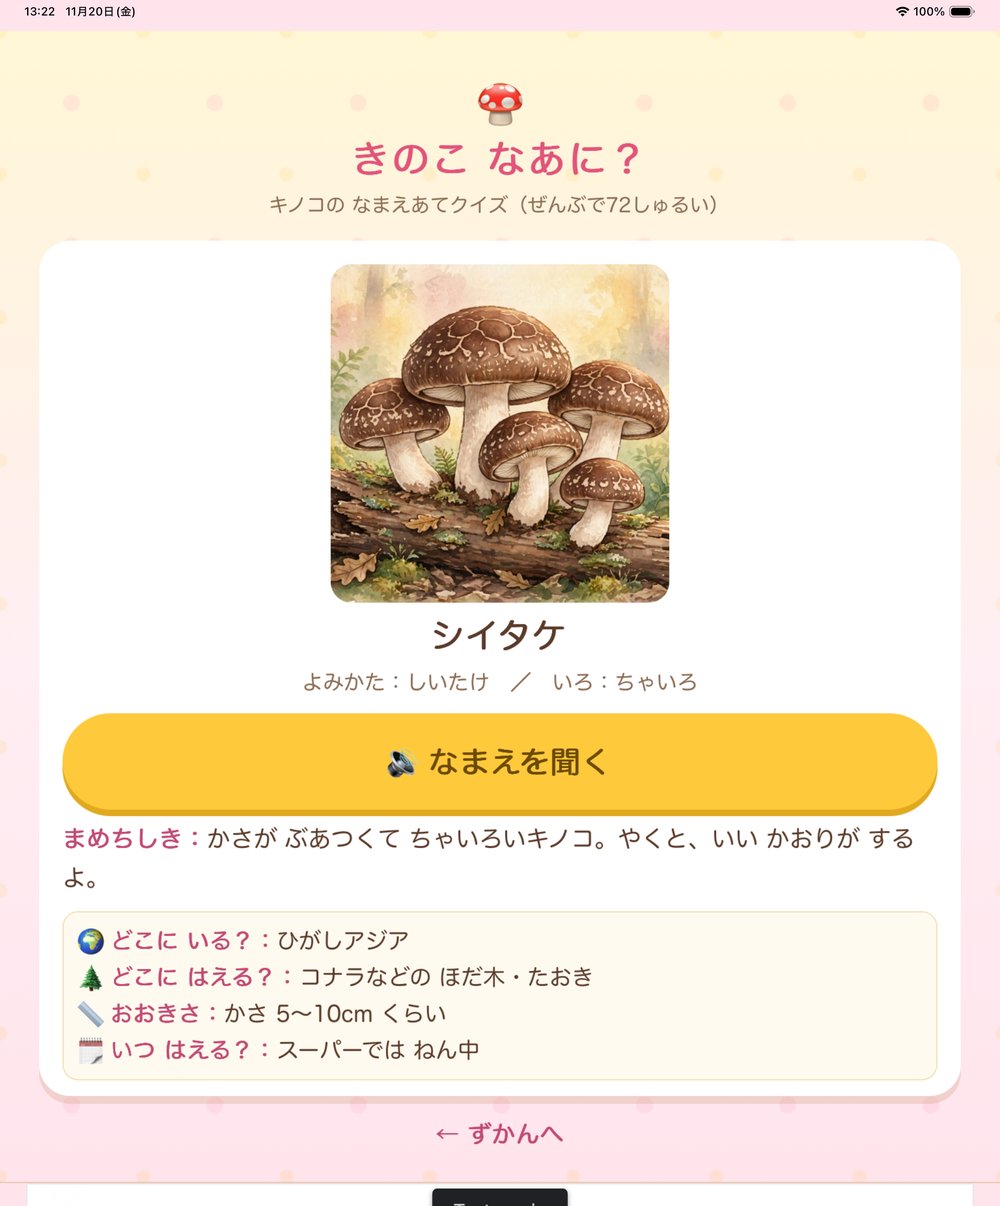 13:22 11月20日(金) 100%
きのこ なあに？
キノコの なまえあてクイズ（ぜんぶで72しゅるい）
シイタケ
よみかた：しいたけ ／ いろ：ちゃいろ
なまえを聞く
まめちしき：かさが ぶあつくて ちゃいろいキノコ。やくと、いい かおりが する
よ。
どこに いる？：ひがしアジア
どこに はえる？：コナラなどの ほだ木・たおき
おおきさ：かさ 5〜10cm くらい
いつ はえる？：スーパーでは ねん中
← ずかんへ